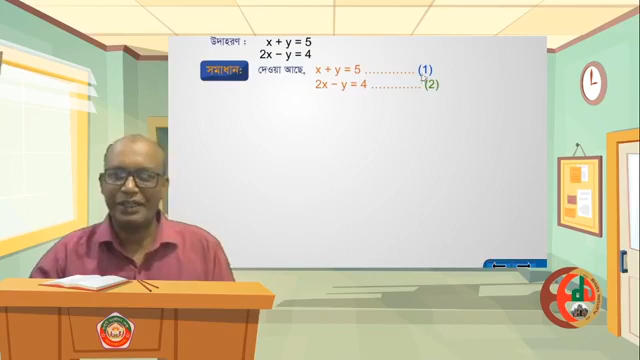 উদাহরণ : x + y = 5
2x − y = 4
সমাধান: দেওয়া আছে, x + y = 5 .............. (1)
2x − y = 4 .............. (2)